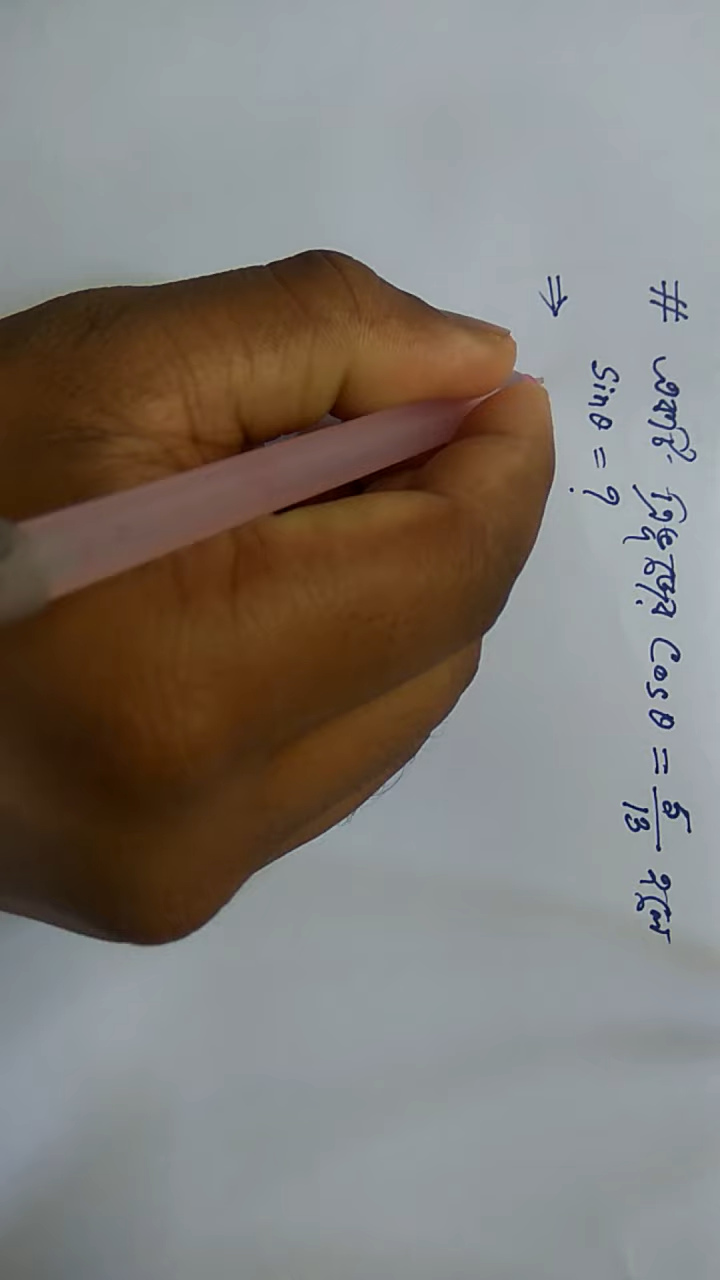 # একটি ত্রিভুজের Cosθ = 5/13 হলে
Sinθ = ?
⇒